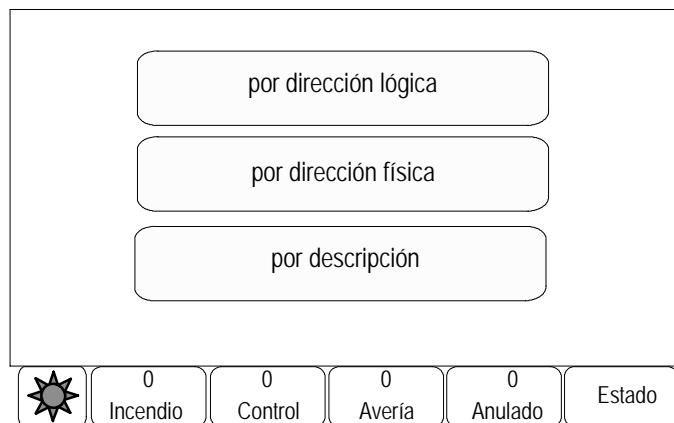 por dirección lógica
por dirección física
por descripción
0 0 0 0
Incendio Control Avería Anulado Estado